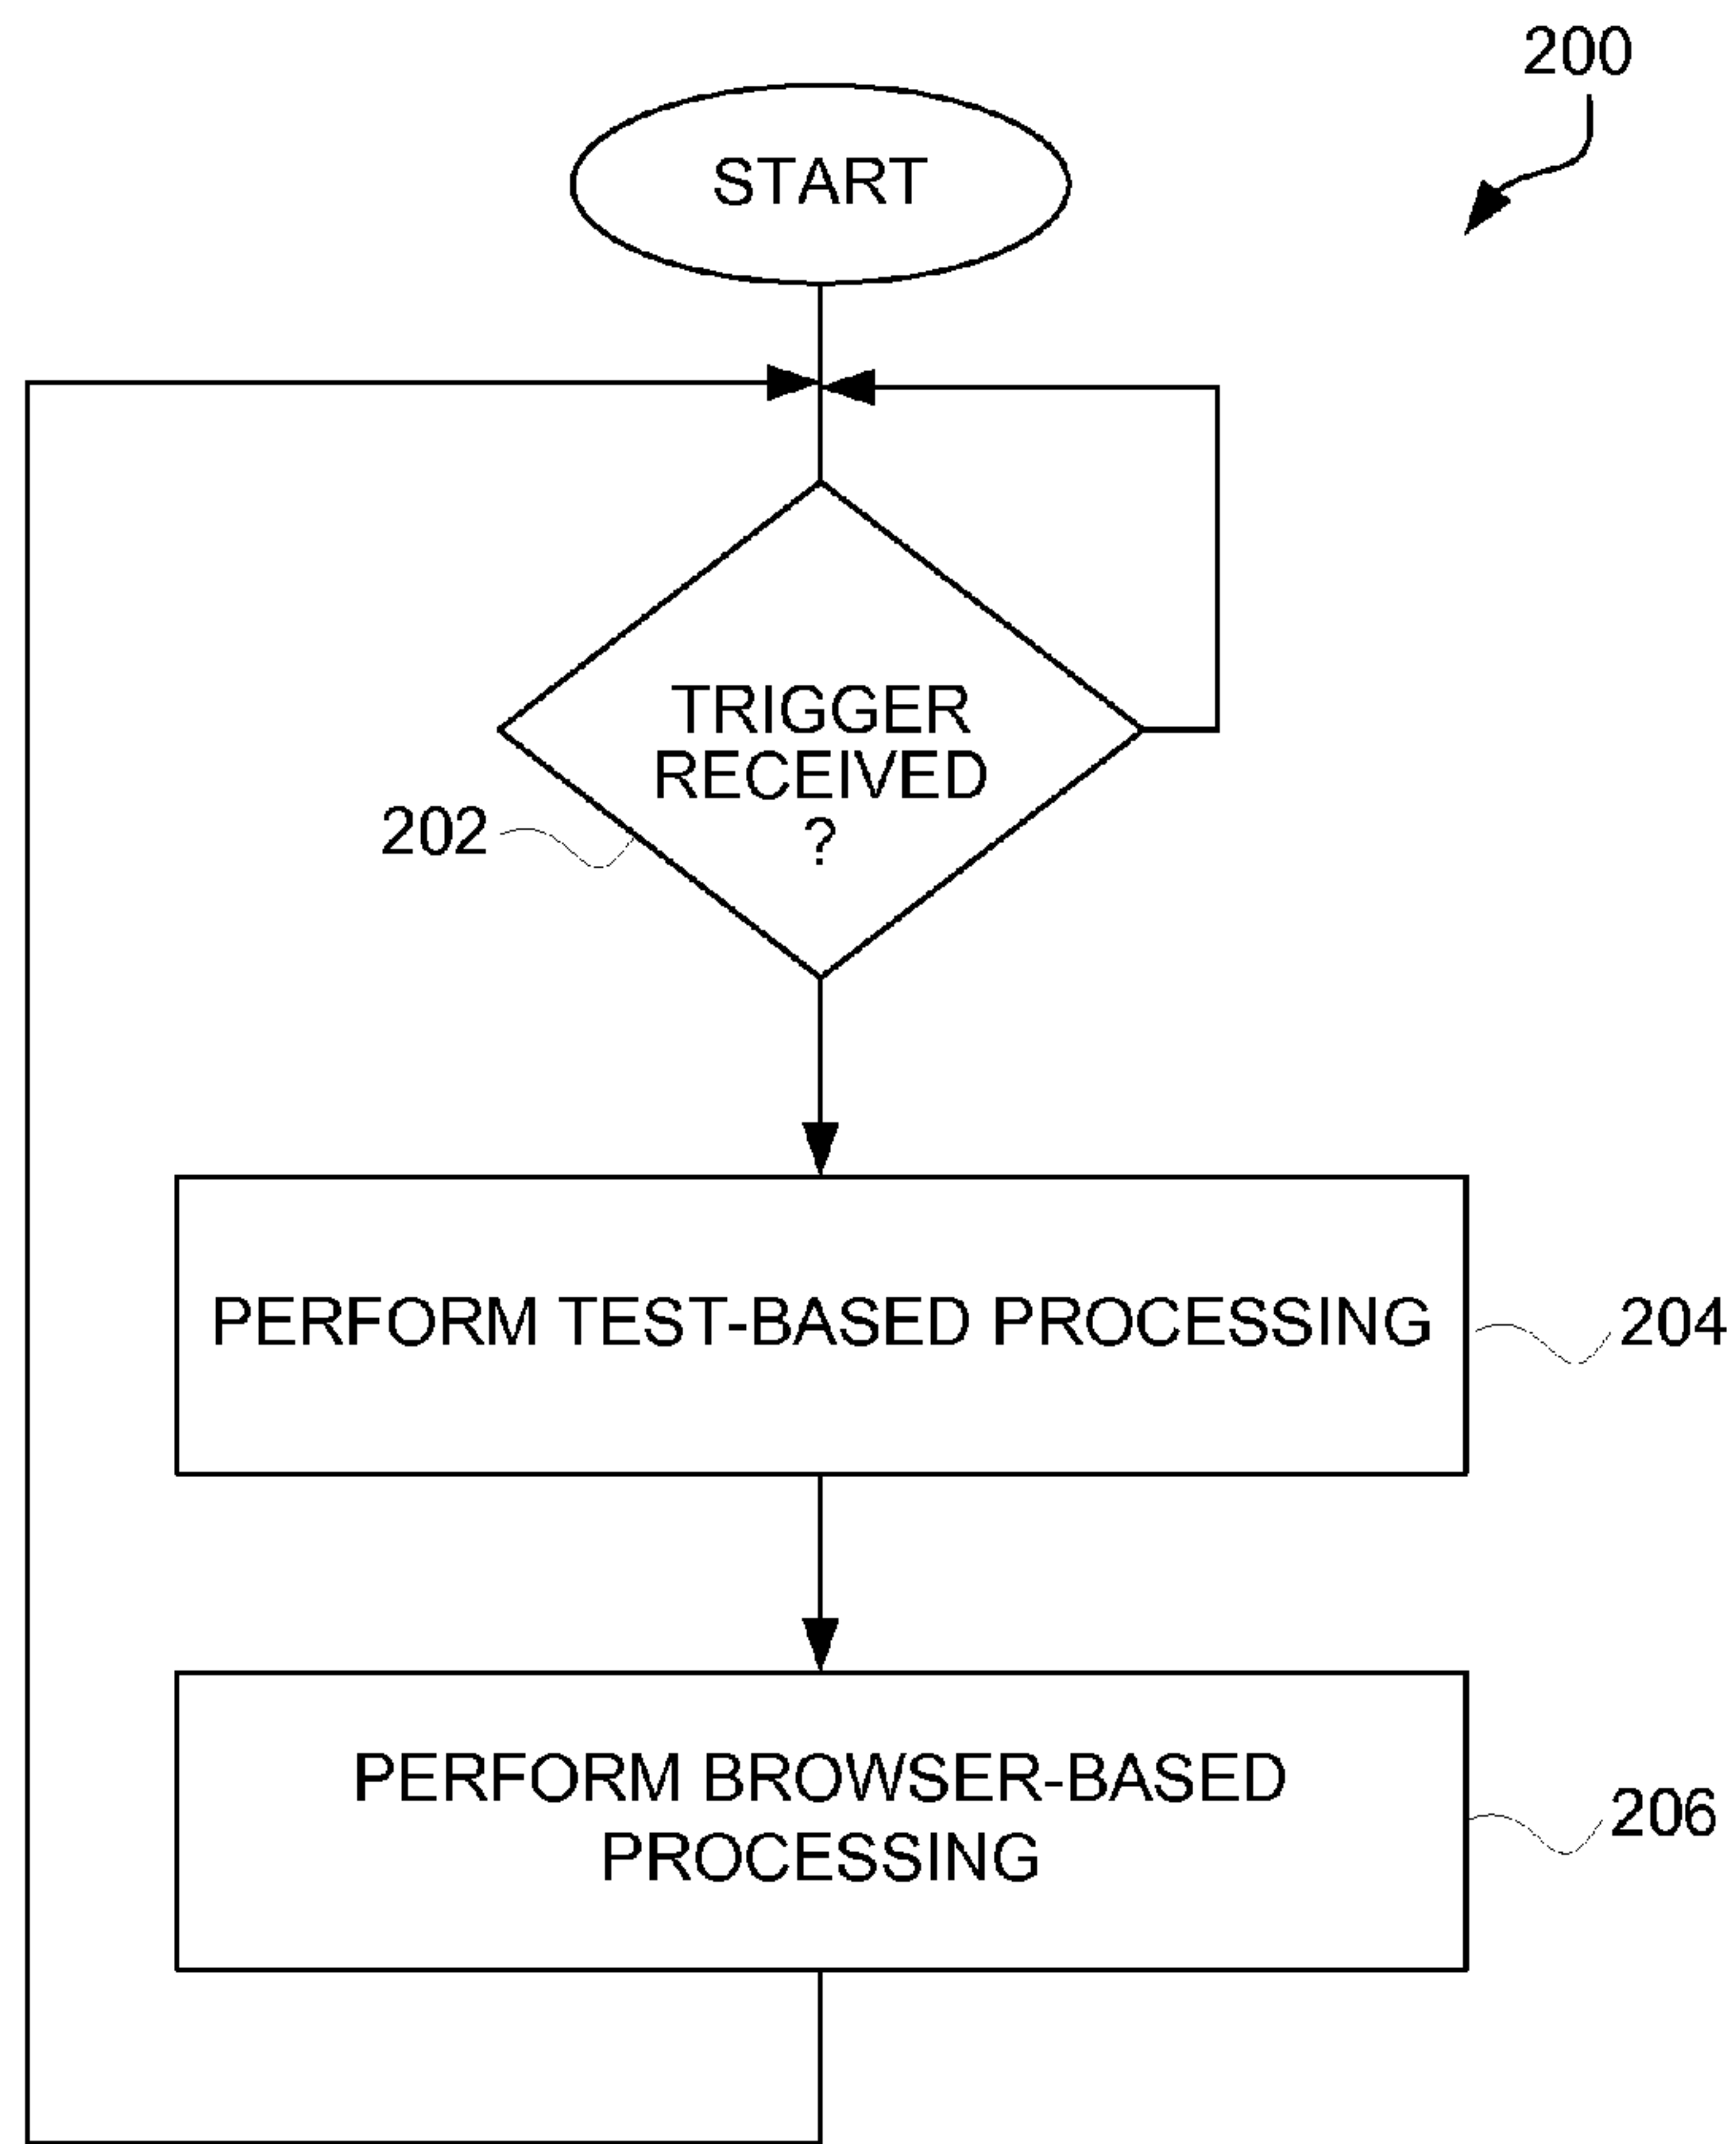 200
START
TRIGGER
RECEIVED
?
202
PERFORM TEST-BASED PROCESSING
204
PERFORM BROWSER-BASED
PROCESSING
206